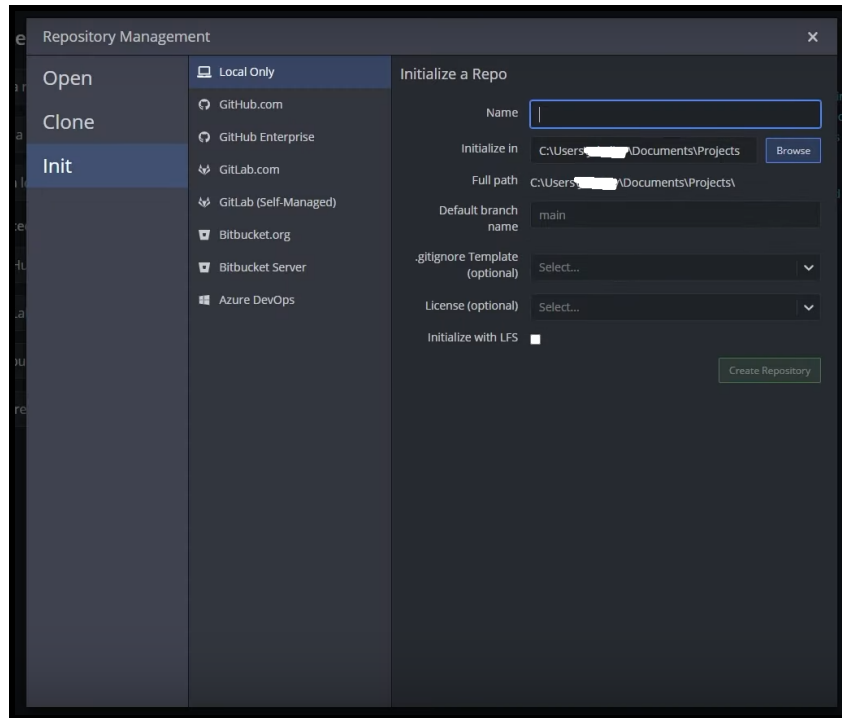 Repository Management
Open
Clone
Init
Local Only
GitHub.com
GitHub Enterprise
GitLab.com
GitLab (Self-Managed)
Bitbucket.org
Bitbucket Server
Azure DevOps
Initialize a Repo
Name
Initialize in C:\Users \Documents\Projects Browse
Full path C:\Users \Documents\Projects\
Default branch
name main
.gitignore Template
(optional) Select...
License (optional) Select...
Initialize with LFS
Create Repository